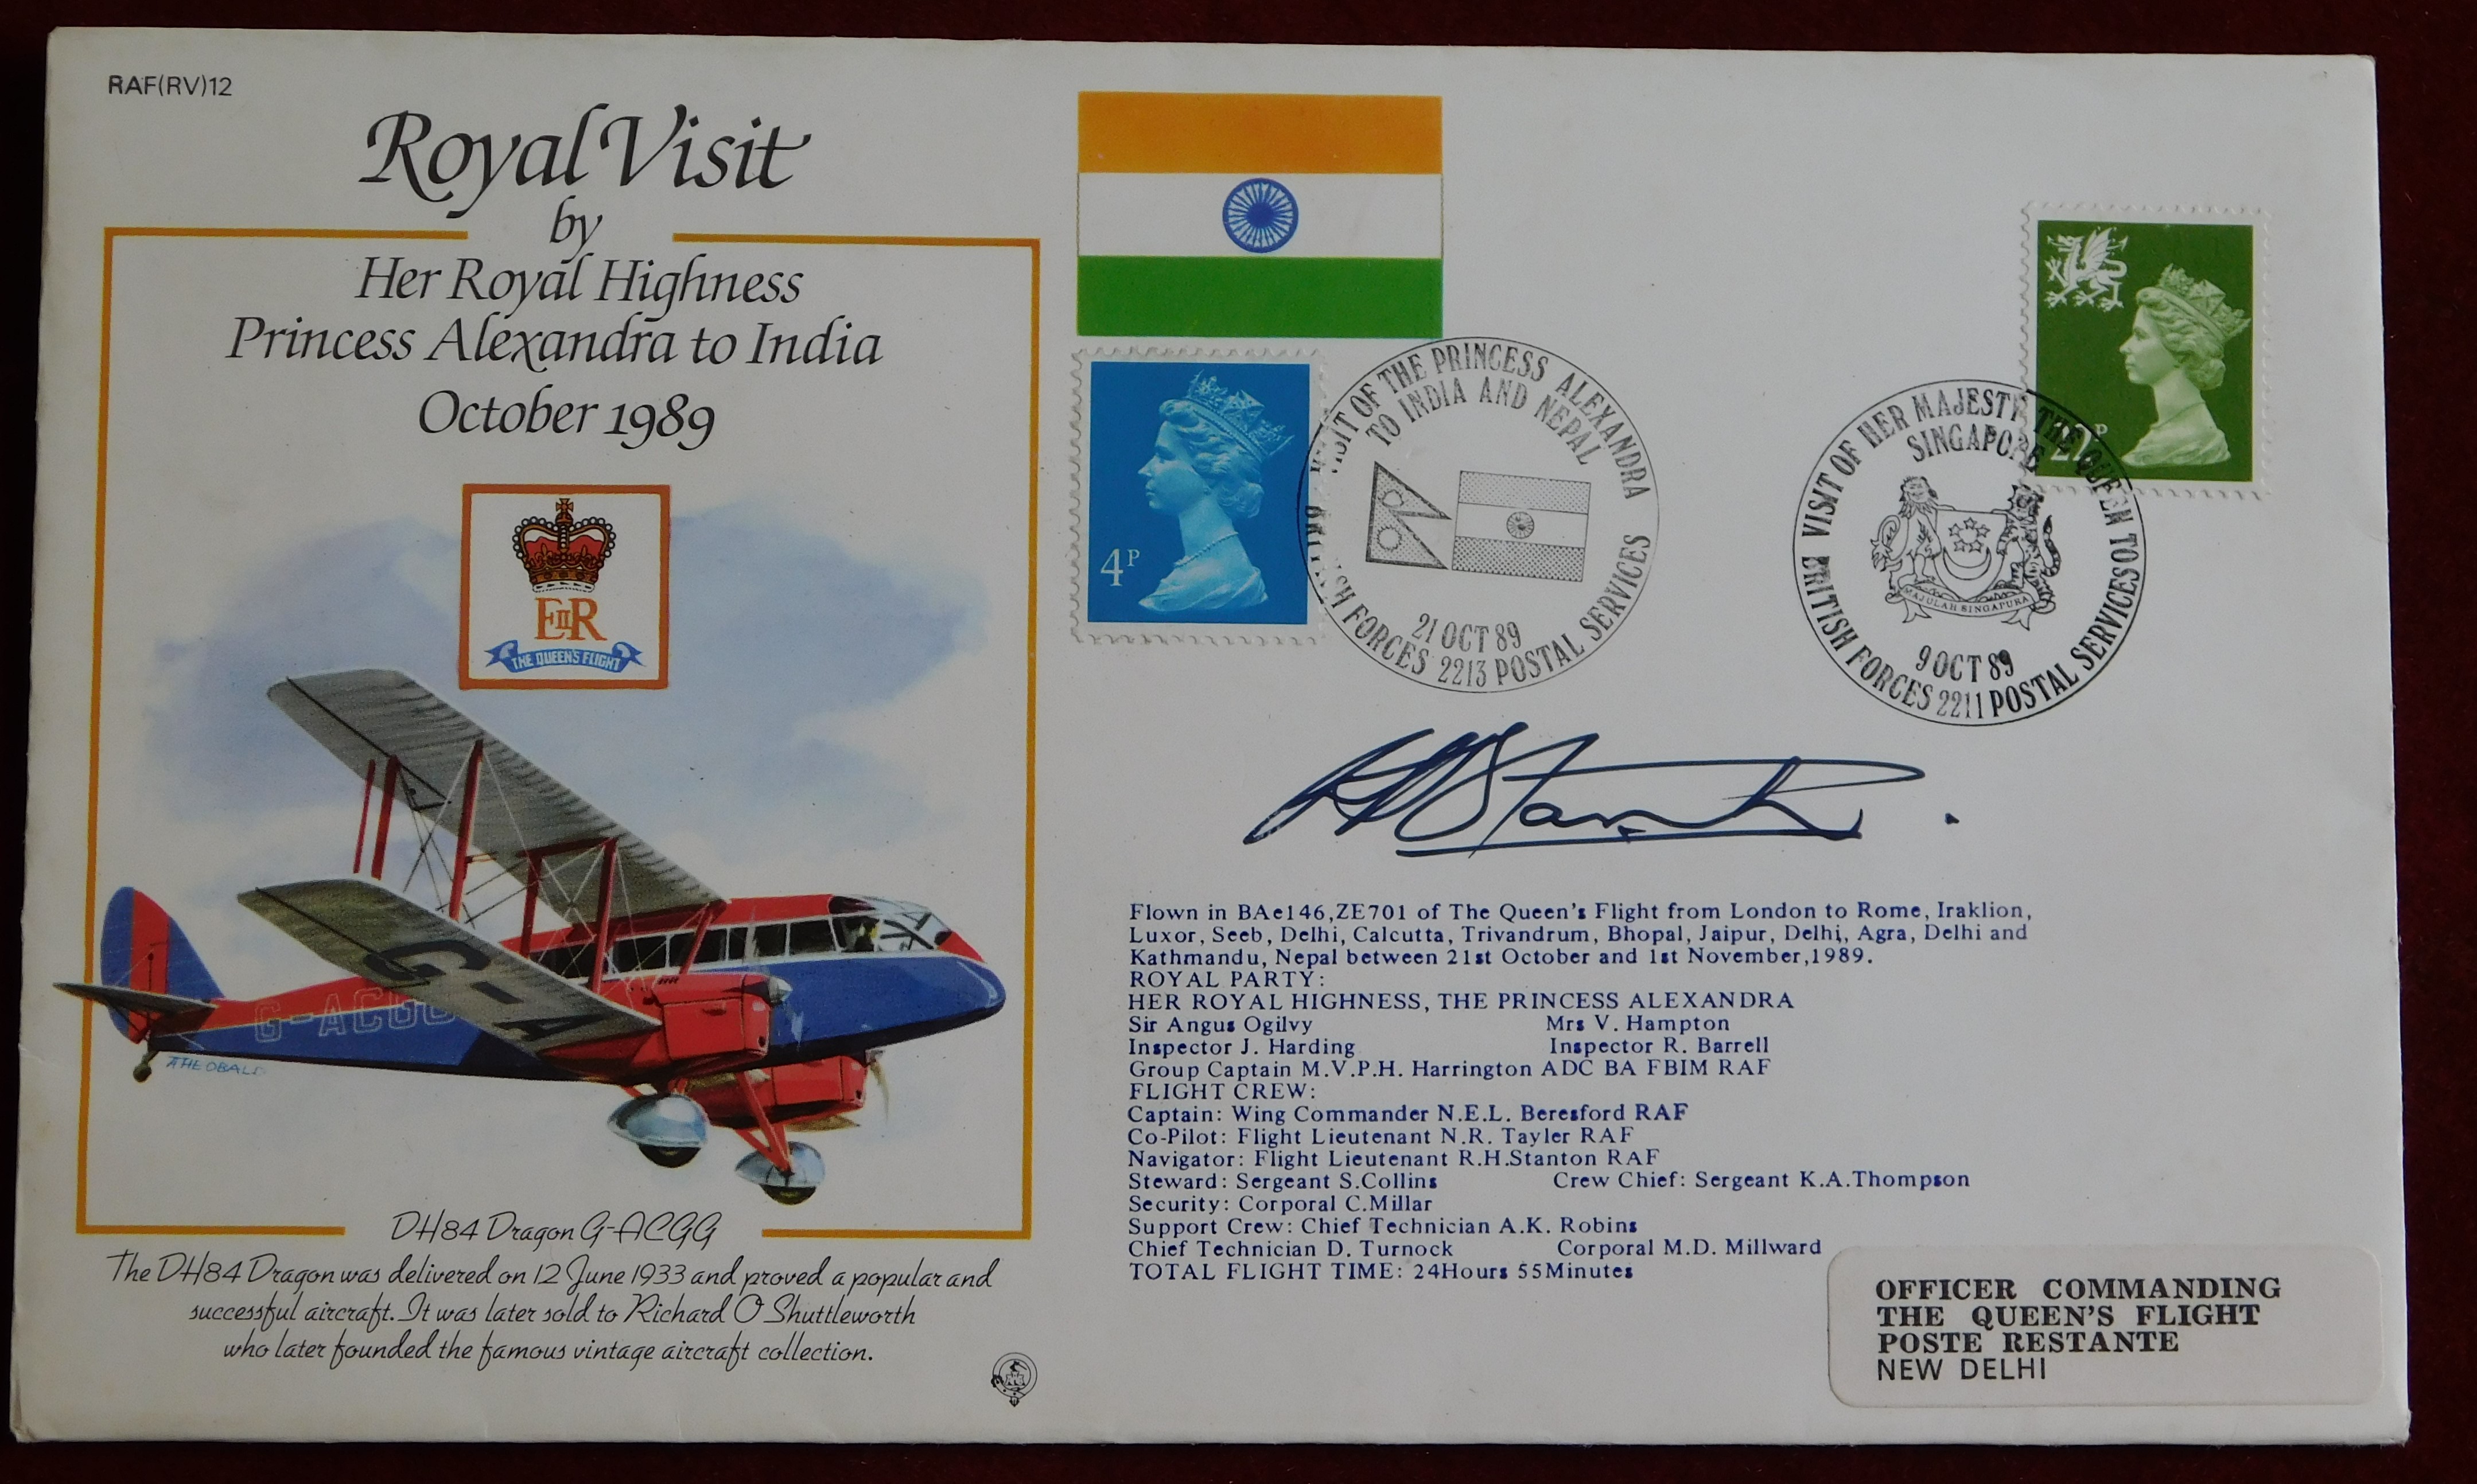 RAF(RV)12
Royal Visit
by
Her Royal Highness
Princess Alexandra to India
October 1989
EIIR
THE QUEEN'S FLIGHT
G-A
G-ACG
DH84 Dragon G-ACGG
The DH84 Dragon was delivered on 12 June 1933 and proved a popular and
successful aircraft. It was later sold to Richard O Shuttleworth
who later founded the famous vintage aircraft collection.
4P
VISIT OF THE PRINCESS ALEXANDRA
TO INDIA AND NEPAL
21 OCT 89
FORCES 2213 POSTAL SERVICES
P
VISIT OF HER MAJESTY THE QUEEN TO
SINGAPORE
MAJULAH SINGAPURA
9 OCT 89
BRITISH FORCES 2211 POSTAL SERVICES
Stanton
Flown in BAe146,ZE701 of The Queen's Flight from London to Rome, Iraklion,
Luxor, Seeb, Delhi, Calcutta, Trivandrum, Bhopal, Jaipur, Delhi, Agra, Delhi and
Kathmandu, Nepal between 21st October and 1st November,1989.
ROYAL PARTY:
HER ROYAL HIGHNESS, THE PRINCESS ALEXANDRA
Sir Angus Ogilvy Mrs V. Hampton
Inspector J. Harding Inspector R. Barrell
Group Captain M.V.P.H. Harrington ADC BA FBIM RAF
FLIGHT CREW:
Captain: Wing Commander N.E.L. Beresford RAF
Co-Pilot: Flight Lieutenant N.R. Tayler RAF
Navigator: Flight Lieutenant R.H.Stanton RAF
Steward: Sergeant S.Collins Crew Chief: Sergeant K.A.Thompson
Security: Corporal C.Millar
Support Crew: Chief Technician A.K. Robins
Chief Technician D. Turnock Corporal M.D. Millward
TOTAL FLIGHT TIME: 24Hours 55Minutes
OFFICER COMMANDING
THE QUEEN'S FLIGHT
POSTE RESTANTE
NEW DELHI